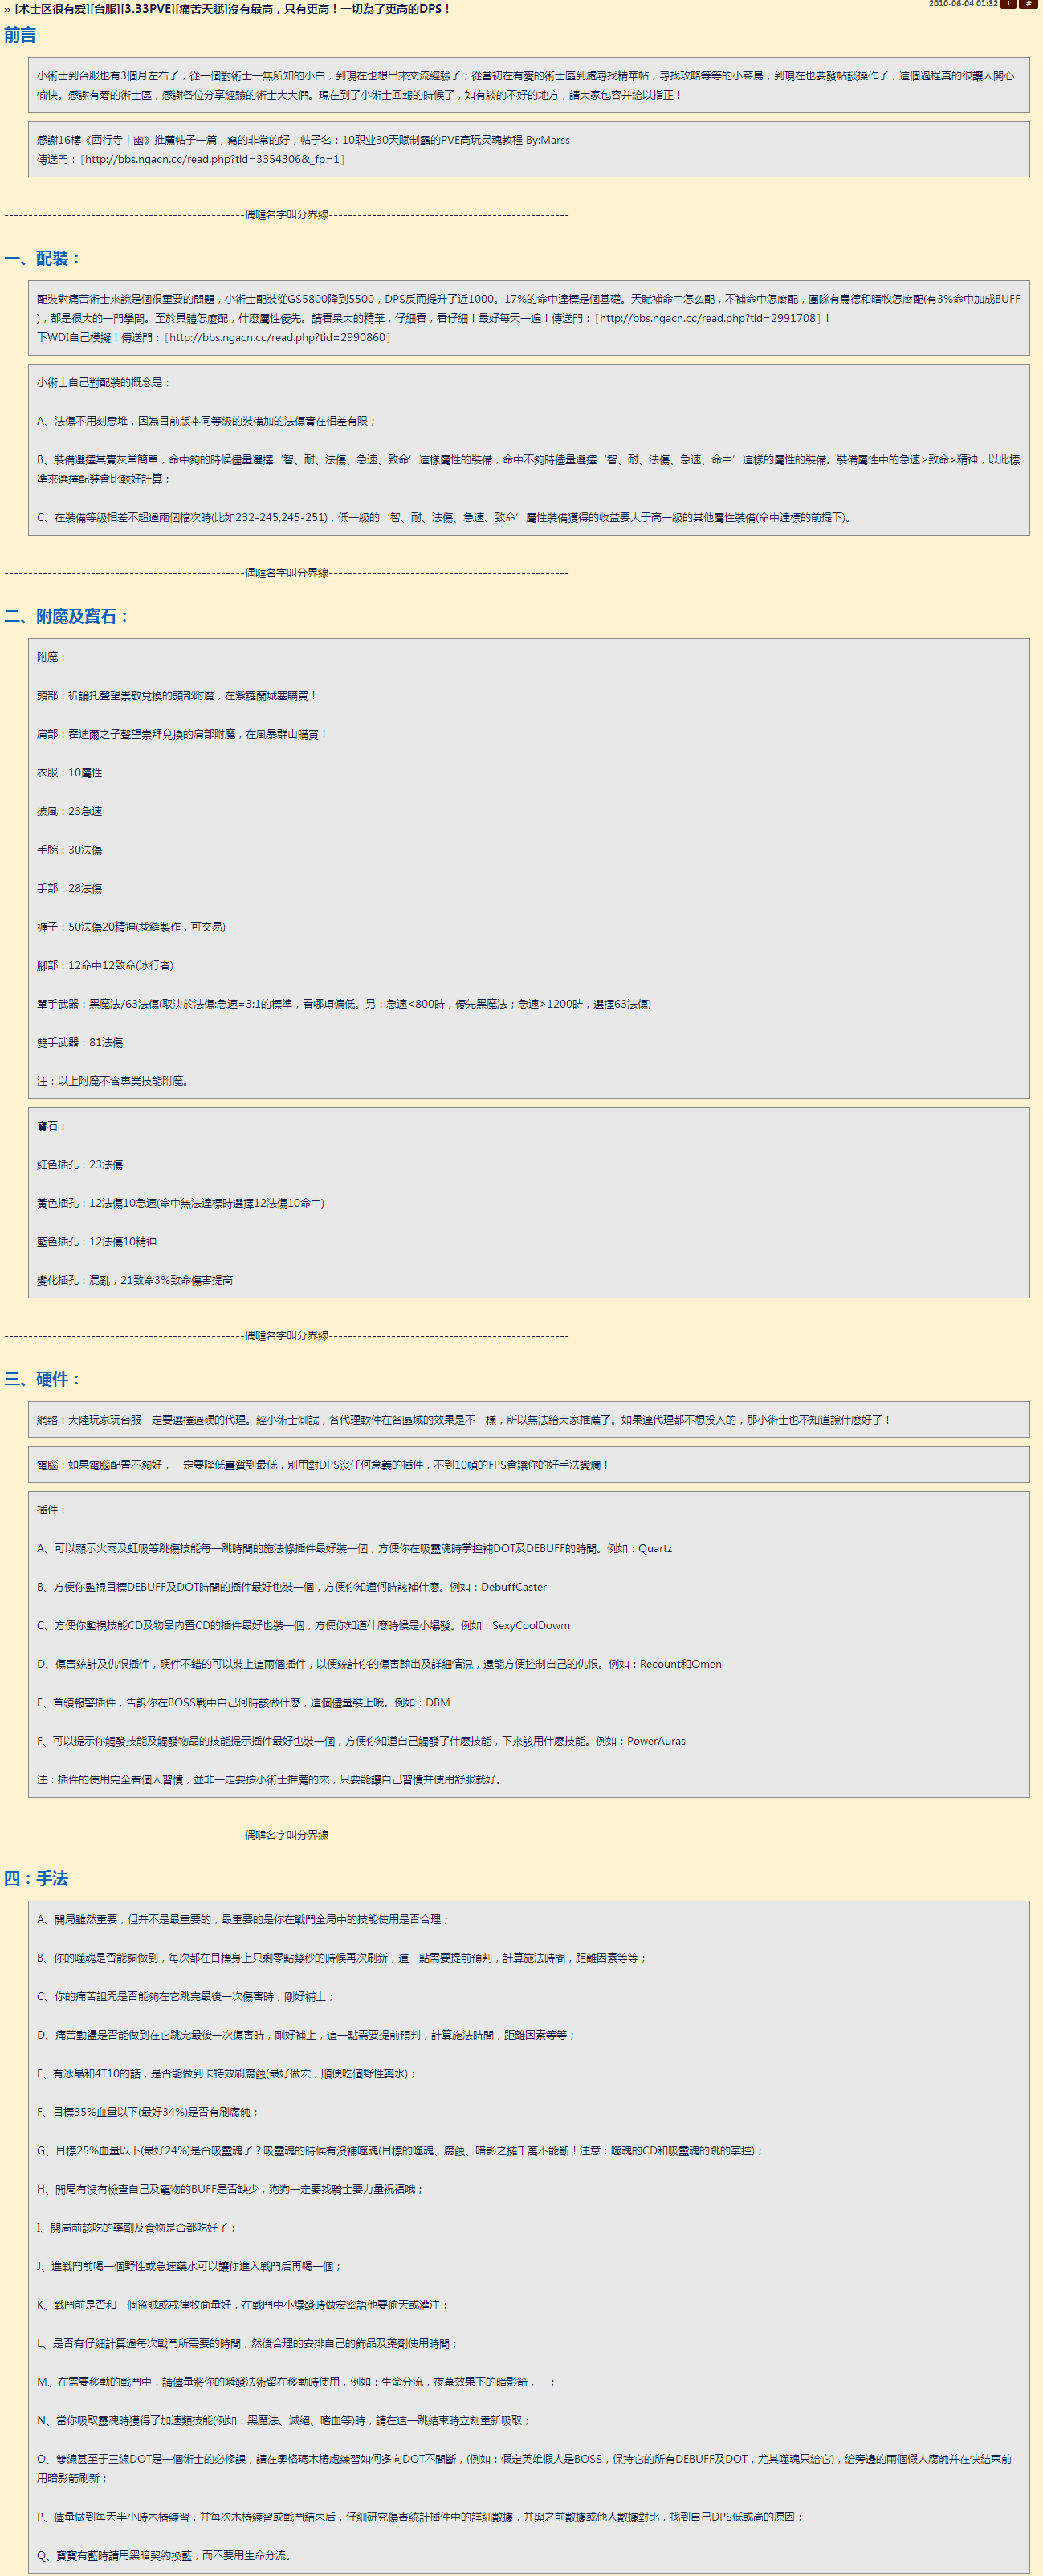 » [术士区很有爱][台服][3.33PVE][痛苦天赋]沒有最高，只有更高！一切為了更高的DPS！
2010-06-04 01:32 ! #
前言
小術士到台服也有3個月左右了，從一個對術士一無所知的小白，到現在也想出來交流經驗了；從當初在有愛的術士區到處尋找精華帖，尋找攻略等等的小菜鳥，到現在也要發帖談操作了，這個過程真的很讓人開心
愉快。感謝有愛的術士區，感謝各位分享經驗的術士大大們。現在到了小術士回報的時候了，如有談的不好的地方，請大家包容并給以指正！
感謝16樓《西行寺丨幽》推薦帖子一篇，寫的非常的好，帖子名：10职业30天賦制霸的PVE高玩灵魂教程 By:Marss
傳送門：[http://bbs.ngacn.cc/read.php?tid=3354306&_fp=1]
--------------------------------------------------偶噠名字叫分界線--------------------------------------------------
一、配裝：
配裝對痛苦術士來說是個很重要的問題，小術士配裝從GS5800降到5500，DPS反而提升了近1000。17%的命中達標是個基礎。天賦補命中怎么配，不補命中怎麼配，團隊有鳥德和暗牧怎麼配(有3%命中加成BUFF
)，都是很大的一門學問。至於具體怎麼配，什麼屬性優先。請看呆大的精華，仔細看，看仔細！最好每天一遍！傳送門：[http://bbs.ngacn.cc/read.php?tid=2991708]！
下WDI自己模擬！傳送門：[http://bbs.ngacn.cc/read.php?tid=2990860]
小術士自己對配裝的概念是：
A、法傷不用刻意堆，因為目前版本同等級的裝備加的法傷實在相差有限；
B、裝備選擇其實灰常簡單，命中夠的時候儘量選擇‘智、耐、法傷、急速、致命’這樣屬性的裝備，命中不夠時儘量選擇‘智、耐、法傷、急速、命中’這樣的屬性的裝備。裝備屬性中的急速>致命>精神，以此標
準來選擇配裝會比較好計算；
C、在裝備等級相差不超過兩個檔次時(比如232-245,245-251)，低一級的‘智、耐、法傷、急速、致命’屬性裝備獲得的收益要大于高一級的其他屬性裝備(命中達標的前提下)。
--------------------------------------------------偶噠名字叫分界線--------------------------------------------------
二、附魔及寶石：
附魔：
頭部：祈論托聲望崇敬兌換的頭部附魔，在紫羅蘭城塞購買！
肩部：霍迪爾之子聲望崇拜兌換的肩部附魔，在風暴群山購買！
衣服：10屬性
披風：23急速
手腕：30法傷
手部：28法傷
褲子：50法傷20精神(裁縫製作，可交易)
腳部：12命中12致命(冰行者)
單手武器：黑魔法/63法傷(取決於法傷:急速=3:1的標準，看哪項偏低。另：急速<800時，優先黑魔法；急速>1200時，選擇63法傷)
雙手武器：81法傷
注：以上附魔不含專業技能附魔。
寶石：
紅色插孔：23法傷
黃色插孔：12法傷10急速(命中無法達標時選擇12法傷10命中)
藍色插孔：12法傷10精神
變化插孔：混亂，21致命3%致命傷害提高
--------------------------------------------------偶噠名字叫分界線--------------------------------------------------
三、硬件：
網絡：大陸玩家玩台服一定要選擇過硬的代理。經小術士測試，各代理軟件在各區域的效果是不一樣，所以無法給大家推薦了。如果連代理都不想投入的，那小術士也不知道說什麼好了！
電腦：如果電腦配置不夠好，一定要降低畫質到最低，別用對DPS沒任何意義的插件，不到10幀的FPS會讓你的好手法變爛！
插件：
A、可以顯示火雨及虹吸等跳傷技能每一跳時間的施法條插件最好裝一個，方便你在吸靈魂時掌控補DOT及DEBUFF的時間。例如：Quartz
B、方便你監視目標DEBUFF及DOT時間的插件最好也裝一個，方便你知道何時該補什麼。例如：DebuffCaster
C、方便你監視技能CD及物品內置CD的插件最好也裝一個，方便你知道什麼時候是小爆發。例如：SexyCoolDowm
D、傷害統計及仇恨插件，硬件不錯的可以裝上這兩個插件，以便統計你的傷害輸出及詳細情況，還能方便控制自己的仇恨。例如：Recount和Omen
E、首領報警插件，告訴你在BOSS戰中自己何時該做什麼，這個儘量裝上哦。例如：DBM
F、可以提示你觸發技能及觸發物品的技能提示插件最好也裝一個，方便你知道自己觸發了什麼技能，下來該用什麼技能。例如：PowerAuras
注：插件的使用完全看個人習慣，並非一定要按小術士推薦的來，只要能讓自己習慣并使用舒服就好。
--------------------------------------------------偶噠名字叫分界線--------------------------------------------------
四：手法
A、開局雖然重要，但并不是最重要的，最重要的是你在戰鬥全局中的技能使用是否合理；
B、你的噬魂是否能夠做到，每次都在目標身上只剩零點幾秒的時候再次刷新，這一點需要提前預判，計算施法時間，距離因素等等；
C、你的痛苦詛咒是否能夠在它跳完最後一次傷害時，剛好補上；
D、痛苦動盪是否能做到在它跳完最後一次傷害時，剛好補上，這一點需要提前預判，計算施法時間，距離因素等等；
E、有冰晶和4T10的話，是否能做到卡特效刷腐蝕(最好做宏，順便吃個野性藥水)；
F、目標35%血量以下(最好34%)是否有刷腐蝕；
G、目標25%血量以下(最好24%)是否吸靈魂了？吸靈魂的時候有沒補噬魂(目標的噬魂、腐蝕、暗影之擁千萬不能斷！注意：噬魂的CD和吸靈魂的跳的掌控)；
H、開局有沒有檢查自己及寵物的BUFF是否缺少，狗狗一定要找騎士要力量祝福哦；
I、開局前該吃的藥劑及食物是否都吃好了；
J、進戰鬥前喝一個野性或急速藥水可以讓你進入戰鬥后再喝一個；
K、戰鬥前是否和一個盜賊或戒律牧商量好，在戰鬥中小爆發時做宏密語他要偷天或灌注；
L、是否有仔細計算過每次戰鬥所需要的時間，然後合理的安排自己的飾品及藥劑使用時間；
M、在需要移動的戰鬥中，請儘量將你的瞬發法術留在移動時使用，例如：生命分流，夜幕效果下的暗影箭，　；
N、當你吸取靈魂時獲得了加速類技能(例如：黑魔法、滅絕、嗜血等)時，請在這一跳結束時立刻重新吸取；
O、雙線甚至于三線DOT是一個術士的必修課，請在奧格瑪木樁處練習如何多向DOT不間斷，(例如：假定英雄假人是BOSS，保持它的所有DEBUFF及DOT，尤其噬魂只給它)，給旁邊的兩個假人腐蝕并在快結束前
用暗影箭刷新；
P、儘量做到每天半小時木樁練習，并每次木樁練習或戰鬥結束后，仔細研究傷害統計插件中的詳細數據，并與之前數據或他人數據對比，找到自己DPS低或高的原因；
Q、寶寶有藍時請用黑暗契約換藍，而不要用生命分流。